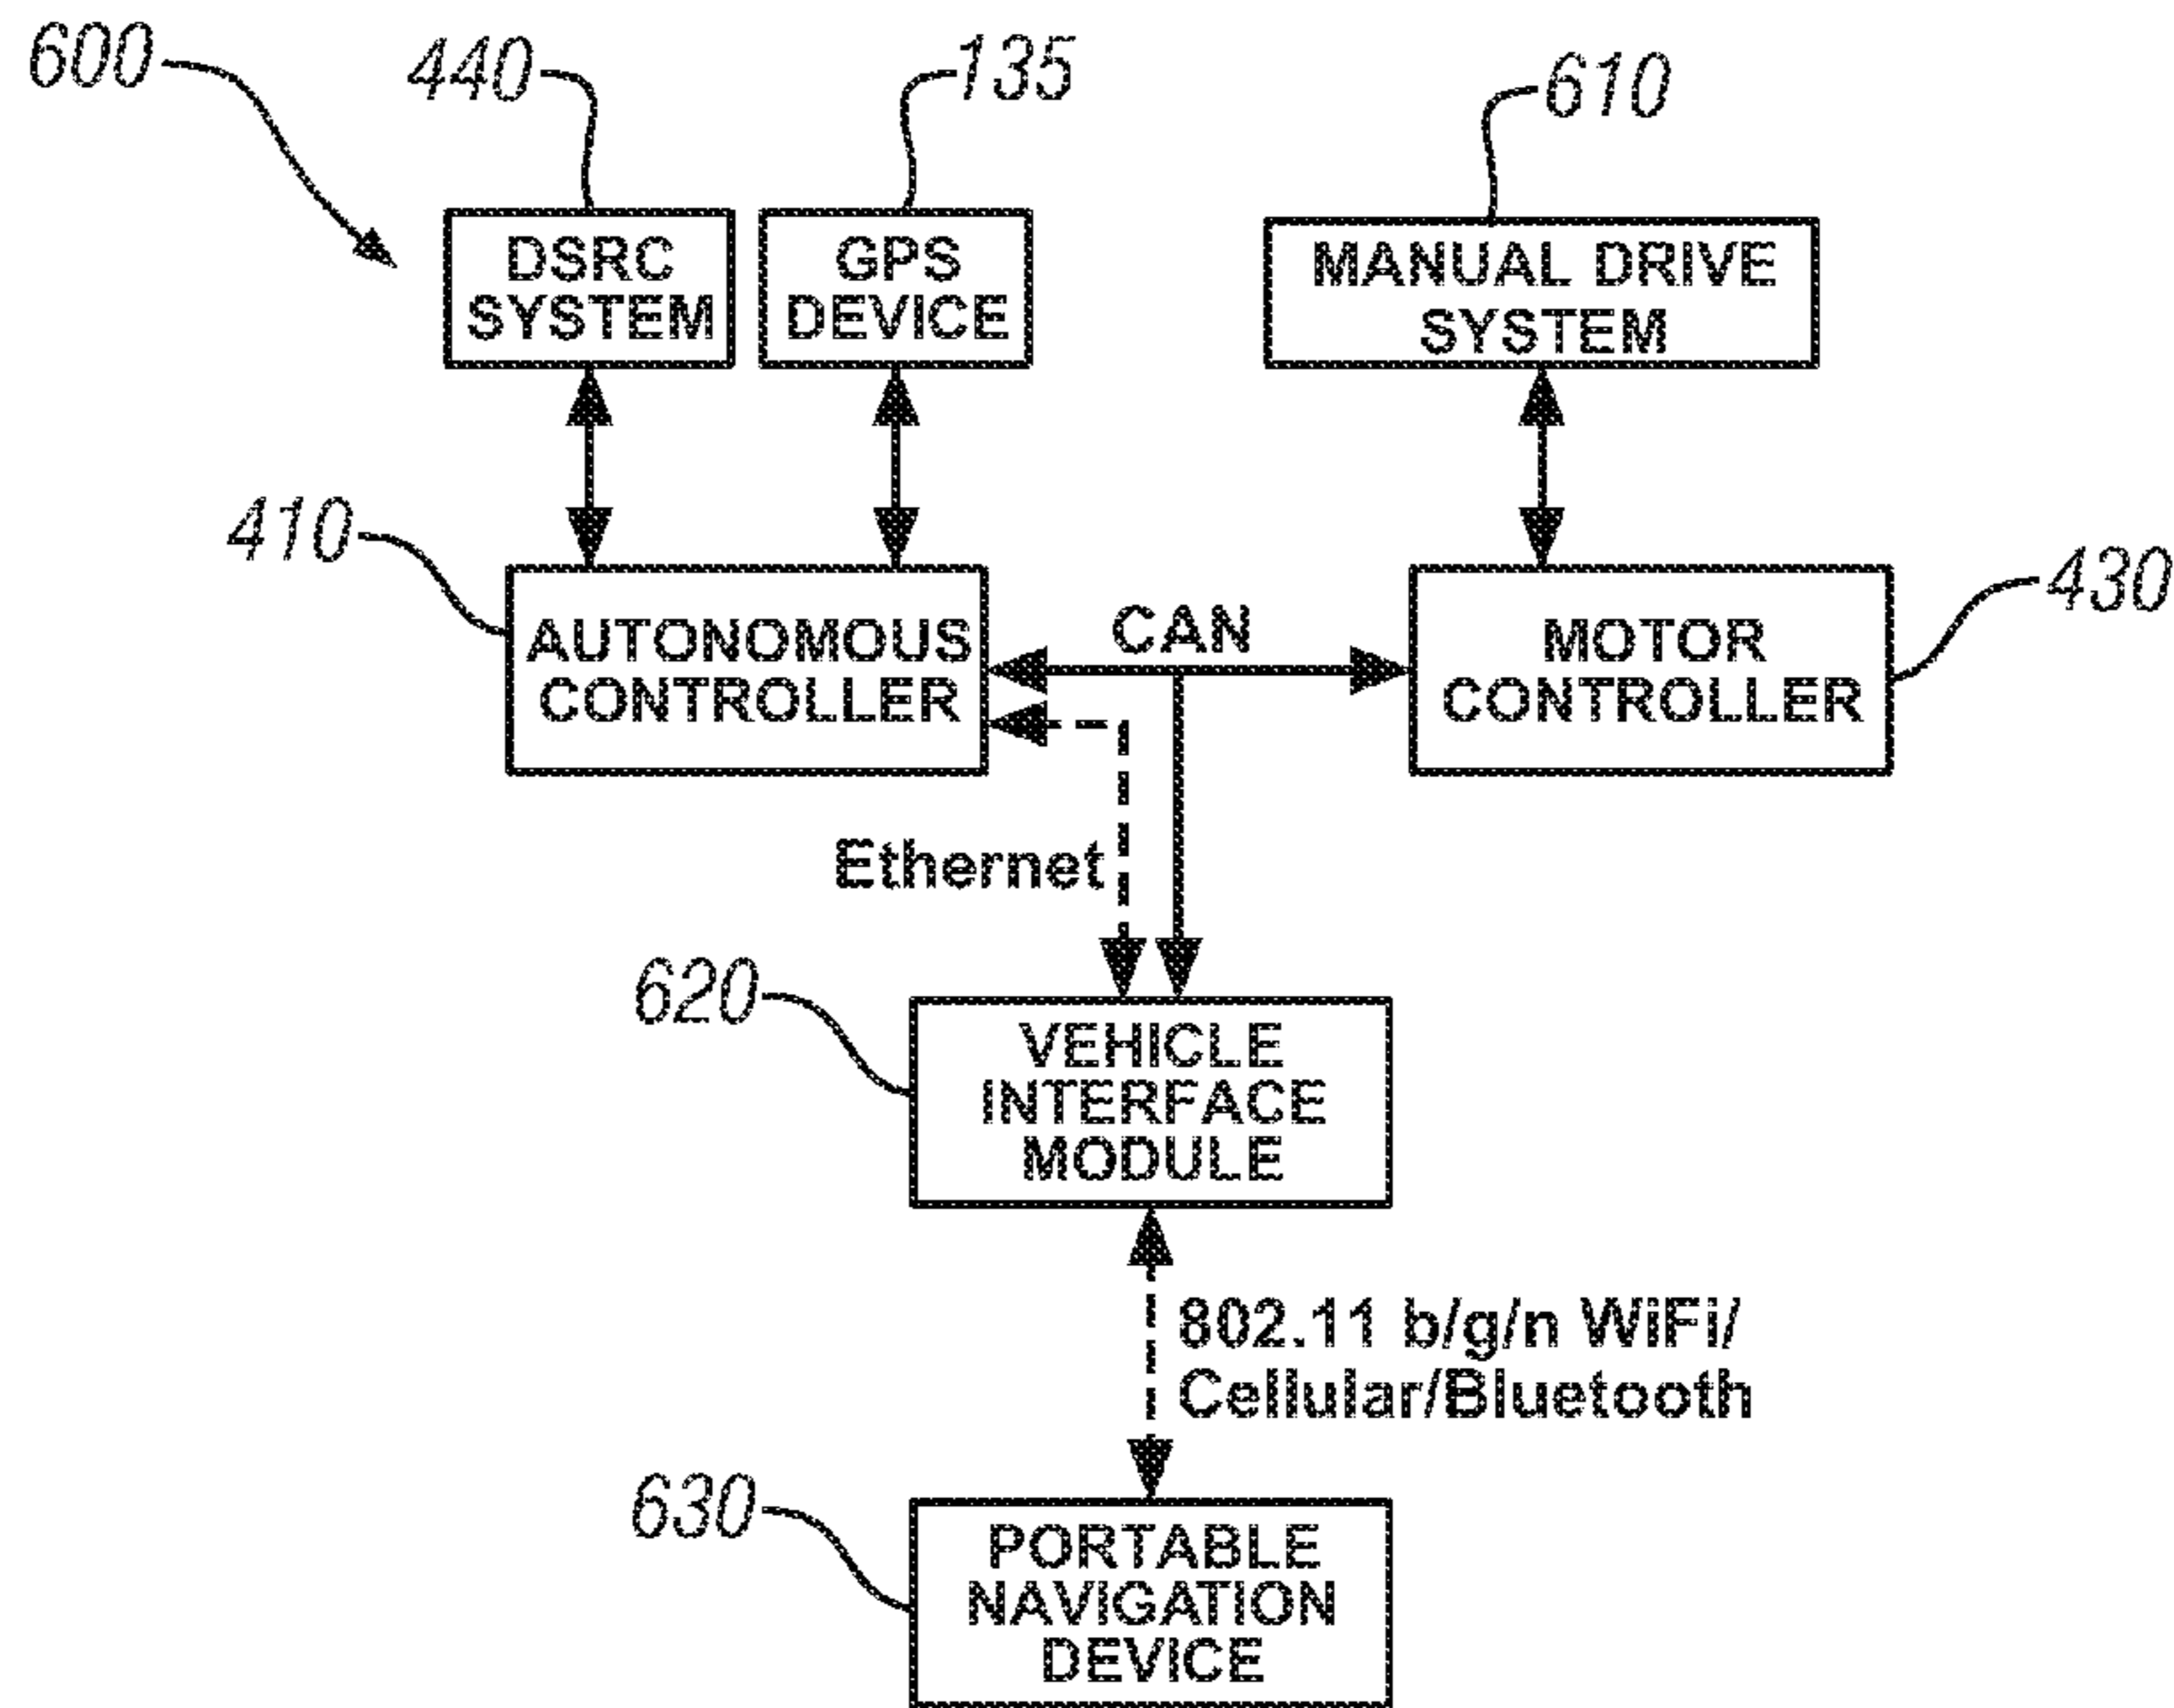 600
440
135
610
DSRC
SYSTEM
GPS
DEVICE
MANUAL DRIVE
SYSTEM
410
430
AUTONOMOUS
CONTROLLER
CAN
MOTOR
CONTROLLER
Ethernet
620
VEHICLE
INTERFACE
MODULE
802.11 b/g/n WiFi/
Cellular/Bluetooth
630
PORTABLE
NAVIGATION
DEVICE